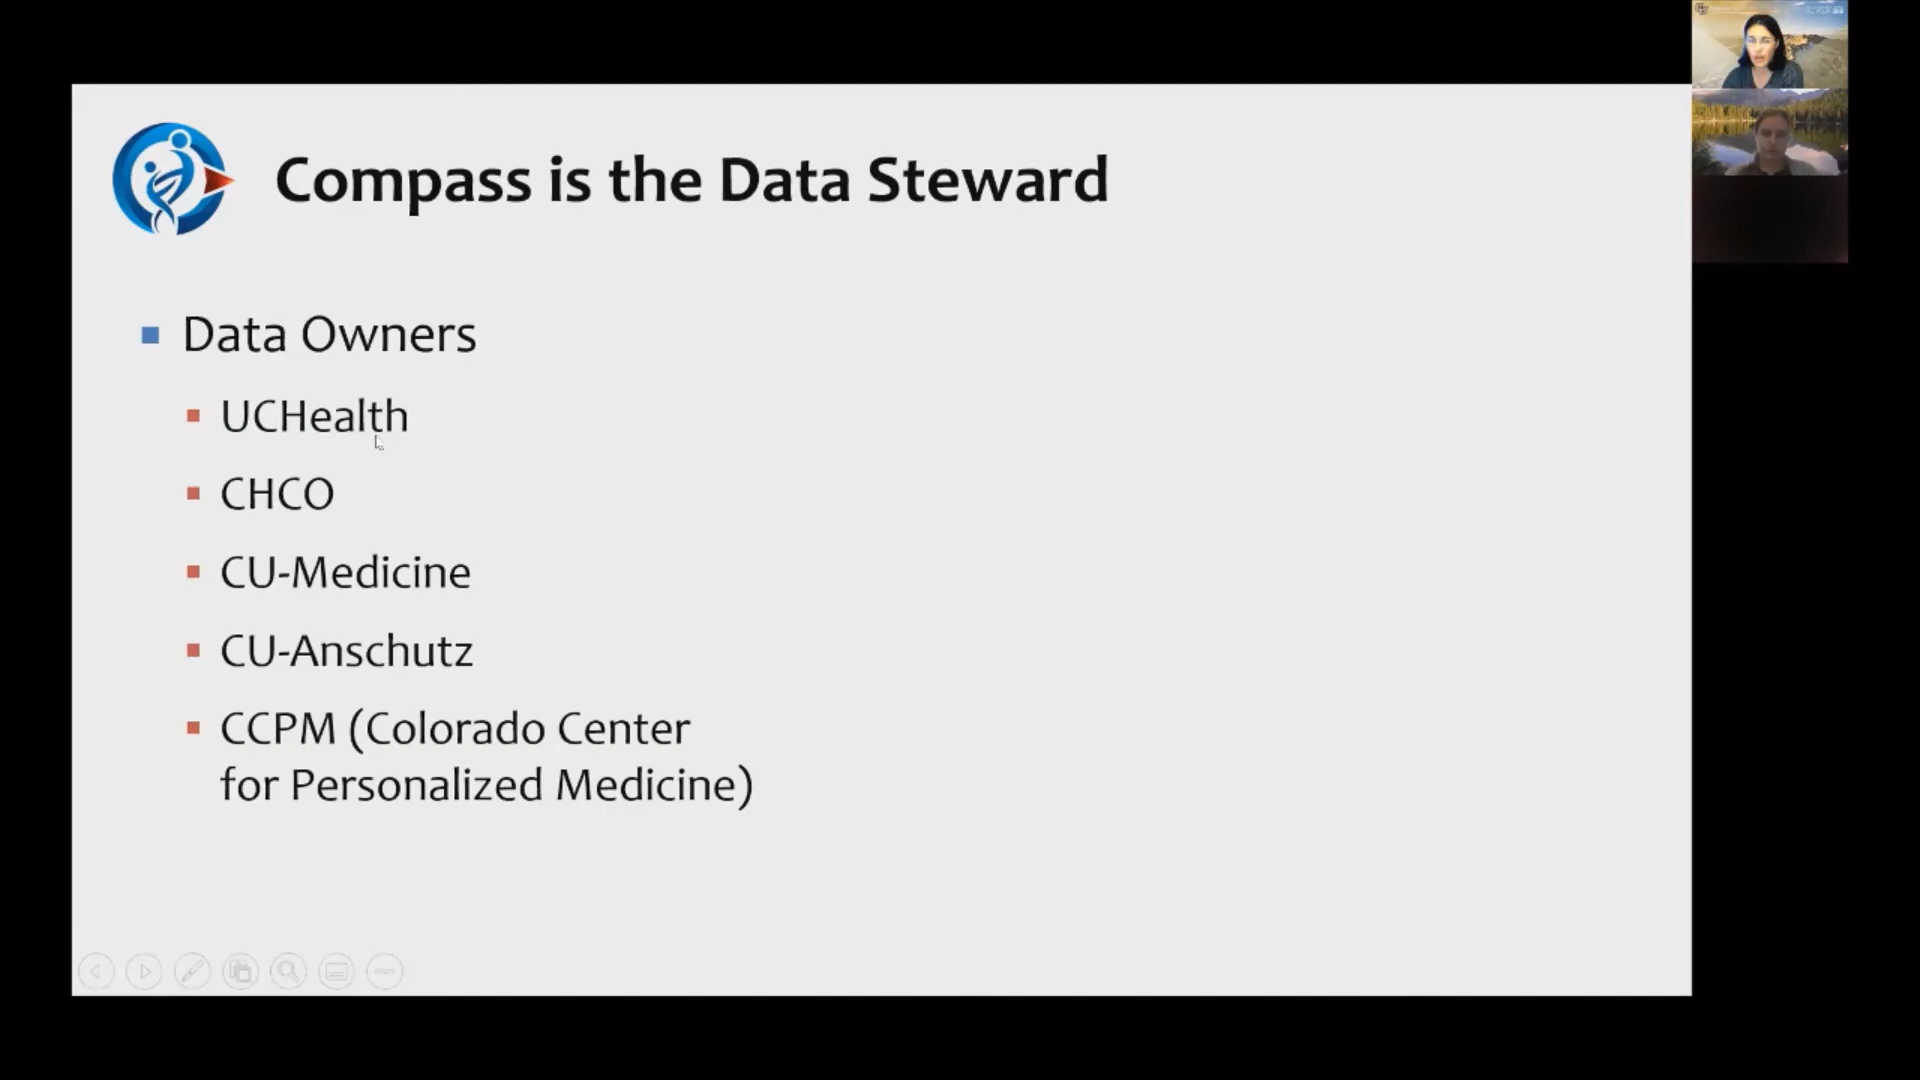 Compass is the Data Steward
Data Owners
UCHealth
CHCO
CU-Medicine
CU-Anschutz
CCPM (Colorado Center
for Personalized Medicine)